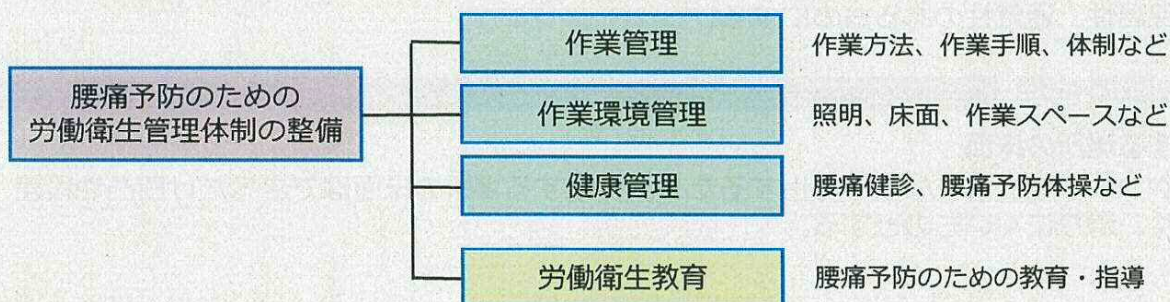 腰痛予防のための
労働衛生管理体制の整備
作業管理 作業方法、作業手順、体制など
作業環境管理 照明、床面、作業スペースなど
健康管理 腰痛健診、腰痛予防体操など
労働衛生教育 腰痛予防のための教育・指導